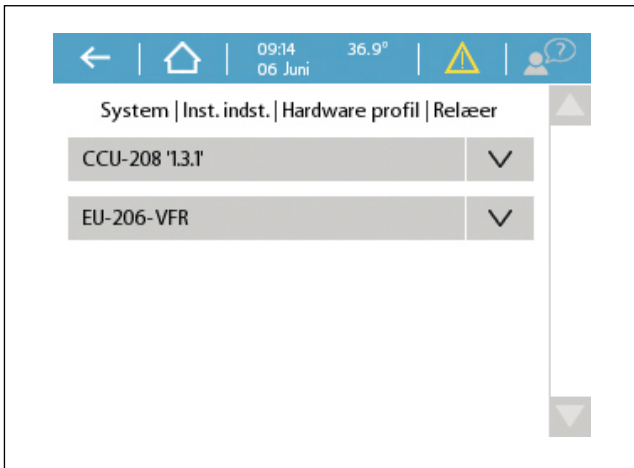 09:14 36.9°
06 Juni
?
System | Inst. indst. | Hardware profil | Relæer
CCU-208 '1.3.1'
EU-206-VFR